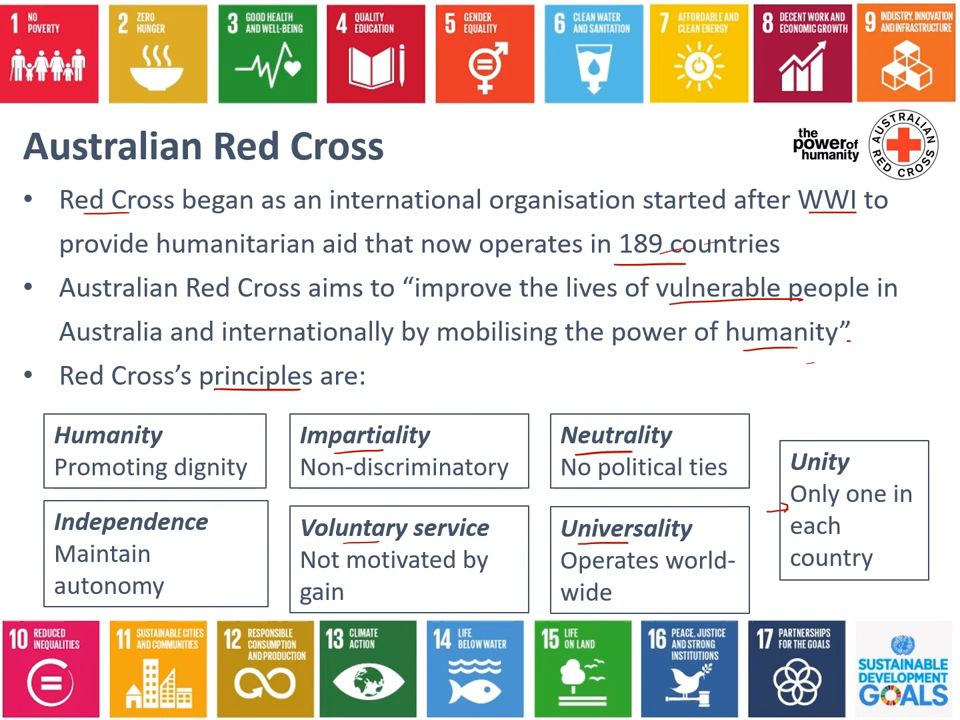 1 NO POVERTY
2 ZERO HUNGER
3 GOOD HEALTH AND WELL-BEING
4 QUALITY EDUCATION
5 GENDER EQUALITY
6 CLEAN WATER AND SANITATION
7 AFFORDABLE AND CLEAN ENERGY
8 DECENT WORK AND ECONOMIC GROWTH
9 INDUSTRY, INNOVATION AND INFRASTRUCTURE
Australian Red Cross
the power of humanity
AUSTRALIAN RED CROSS
• Red Cross began as an international organisation started after WWI to
provide humanitarian aid that now operates in 189 countries
• Australian Red Cross aims to “improve the lives of vulnerable people in
Australia and internationally by mobilising the power of humanity”
• Red Cross’s principles are:
Humanity
Promoting dignity
Impartiality
Non-discriminatory
Neutrality
No political ties
Unity
Only one in
each
country
Independence
Maintain
autonomy
Voluntary service
Not motivated by
gain
Universality
Operates world-
wide
10 REDUCED INEQUALITIES
11 SUSTAINABLE CITIES AND COMMUNITIES
12 RESPONSIBLE CONSUMPTION AND PRODUCTION
13 CLIMATE ACTION
14 LIFE BELOW WATER
15 LIFE ON LAND
16 PEACE, JUSTICE AND STRONG INSTITUTIONS
17 PARTNERSHIPS FOR THE GOALS
SUSTAINABLE
DEVELOPMENT
GOALS